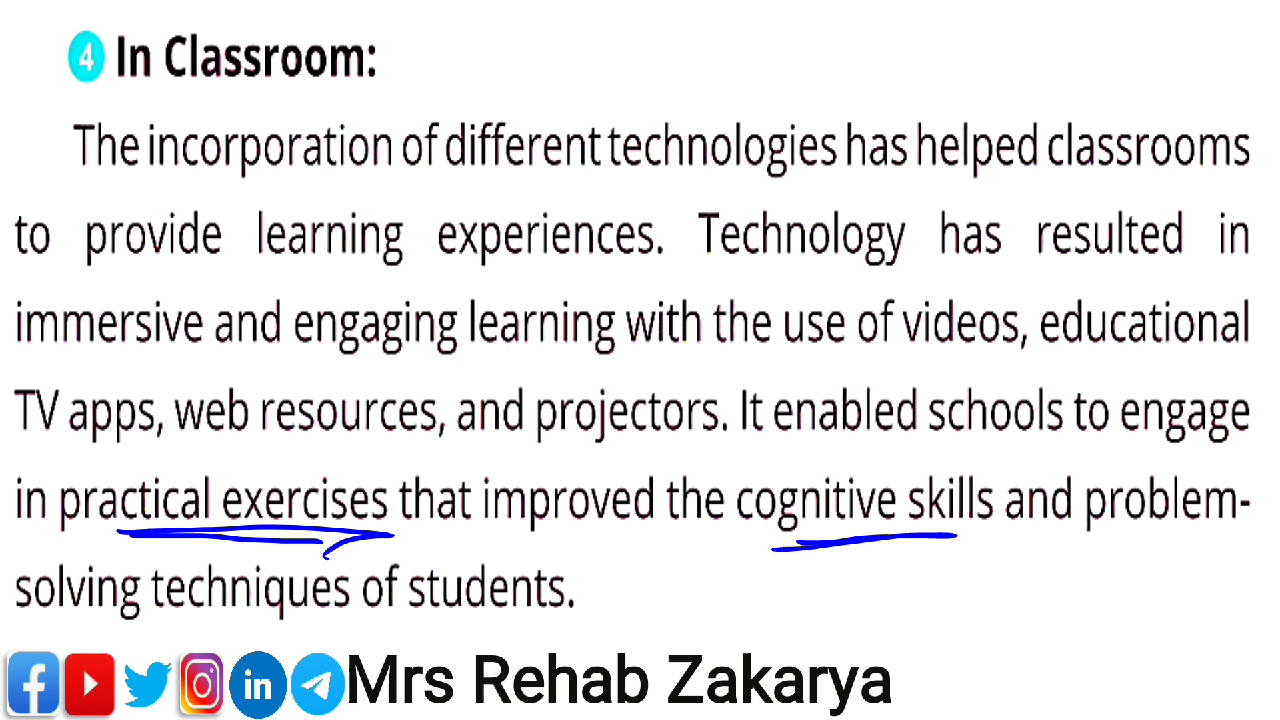 4 In Classroom:
The incorporation of different technologies has helped classrooms
to provide learning experiences. Technology has resulted in
immersive and engaging learning with the use of videos, educational
TV apps, web resources, and projectors. It enabled schools to engage
in practical exercises that improved the cognitive skills and problem-
solving techniques of students.
f in Mrs Rehab Zakarya